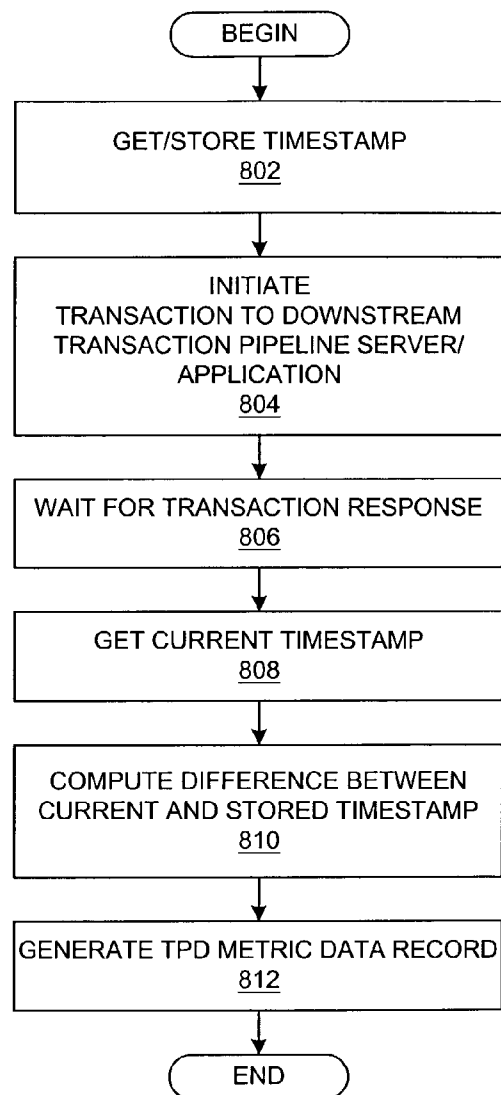 BEGIN
GET/STORE TIMESTAMP
802
INITIATE
TRANSACTION TO DOWNSTREAM
TRANSACTION PIPELINE SERVER/
APPLICATION
804
WAIT FOR TRANSACTION RESPONSE
806
GET CURRENT TIMESTAMP
808
COMPUTE DIFFERENCE BETWEEN
CURRENT AND STORED TIMESTAMP
810
GENERATE TPD METRIC DATA RECORD
812
END